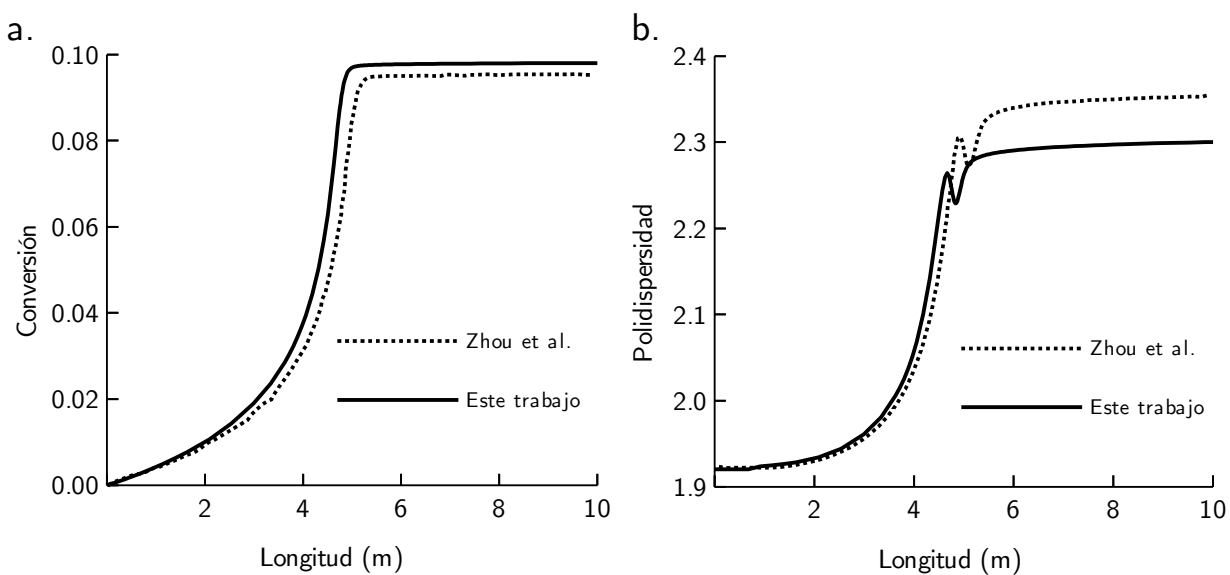 a.
0.10
0.08
0.06
0.04
0.02
0.00
Conversión
2 4 6 8 10
Longitud (m)
Zhou et al.
Este trabajo
b.
2.4
2.3
2.2
2.1
2.0
1.9
Polidispersidad
2 4 6 8 10
Longitud (m)
Zhou et al.
Este trabajo